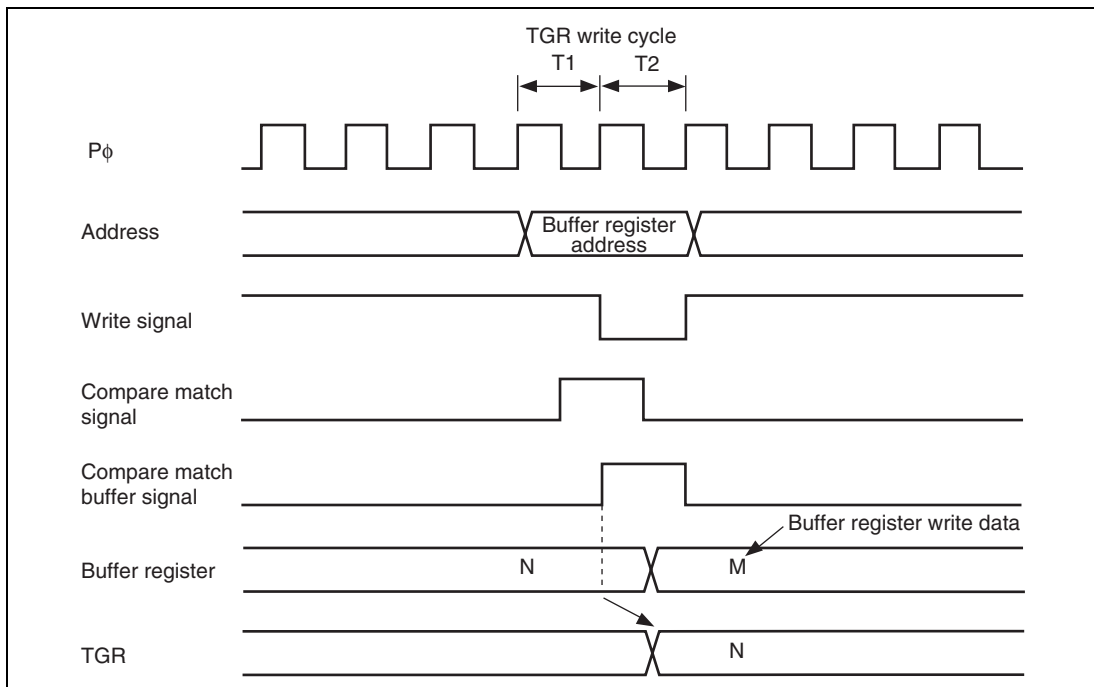 TGR write cycle
T1 T2
Pφ
Address
Buffer register
address
Write signal
Compare match
signal
Compare match
buffer signal
Buffer register write data
Buffer register
N M
TGR
N